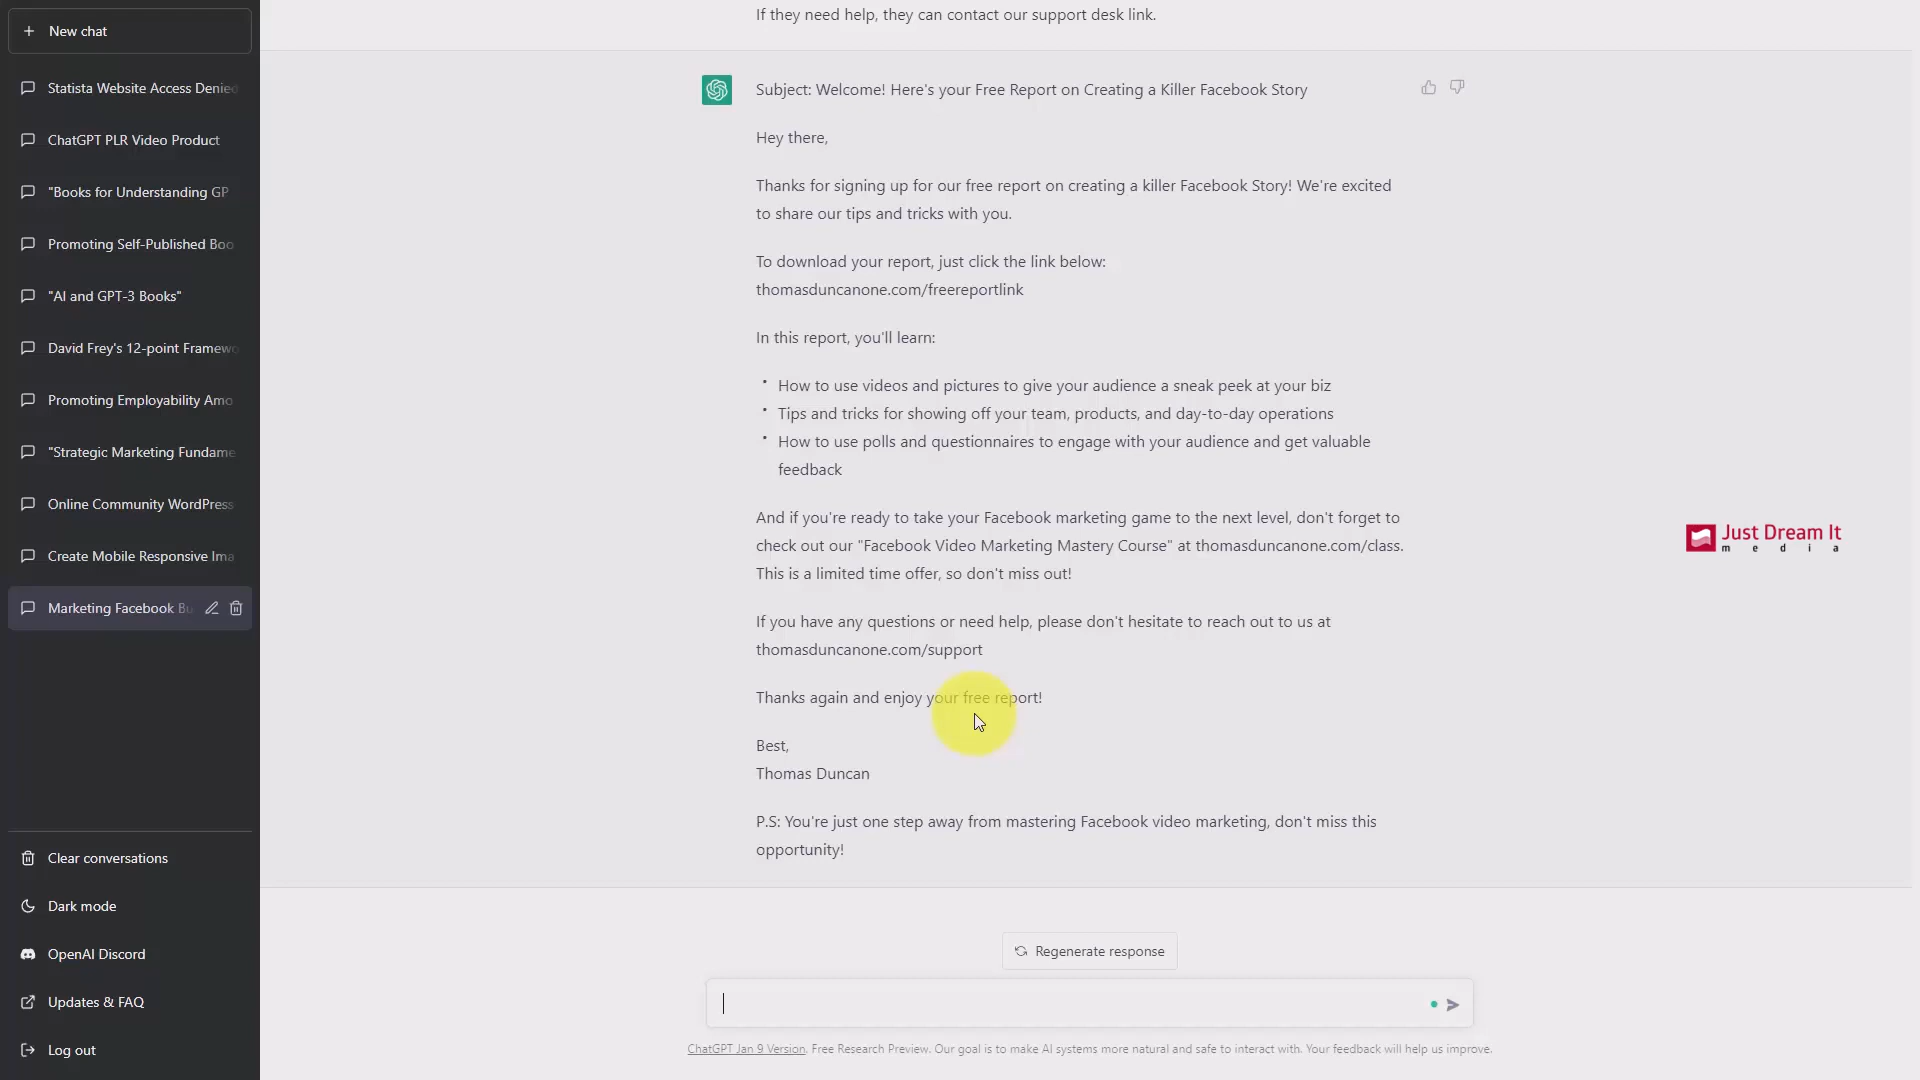 New chat
Statista Website Access Denied
ChatGPT PLR Video Product
"Books for Understanding GP
Promoting Self-Published Boo
"AI and GPT-3 Books"
David Frey's 12-point Framewo
Promoting Employability Amo
"Strategic Marketing Fundame
Online Community WordPress
Create Mobile Responsive Ima
Marketing Facebook Bu
Clear conversations
Dark mode
OpenAI Discord
Updates & FAQ
Log out
If they need help, they can contact our support desk link.
Subject: Welcome! Here's your Free Report on Creating a Killer Facebook Story
Hey there,
Thanks for signing up for our free report on creating a killer Facebook Story! We're excited
to share our tips and tricks with you.
To download your report, just click the link below:
thomasduncanone.com/freereportlink
In this report, you'll learn:
• How to use videos and pictures to give your audience a sneak peek at your biz
• Tips and tricks for showing off your team, products, and day-to-day operations
• How to use polls and questionnaires to engage with your audience and get valuable
feedback
And if you're ready to take your Facebook marketing game to the next level, don't forget to
check out our "Facebook Video Marketing Mastery Course" at thomasduncanone.com/class.
This is a limited time offer, so don't miss out!
If you have any questions or need help, please don't hesitate to reach out to us at
thomasduncanone.com/support
Thanks again and enjoy your free report!
Best,
Thomas Duncan
P.S: You're just one step away from mastering Facebook video marketing, don't miss this
opportunity!
Regenerate response
ChatGPT Jan 9 Version. Free Research Preview. Our goal is to make AI systems more natural and safe to interact with. Your feedback will help us improve.
Just Dream It
media